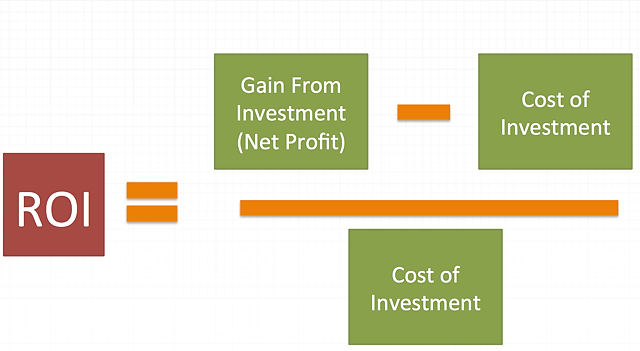 Gain From
Investment
(Net Profit)
Cost of
Investment
ROI
Cost of
Investment